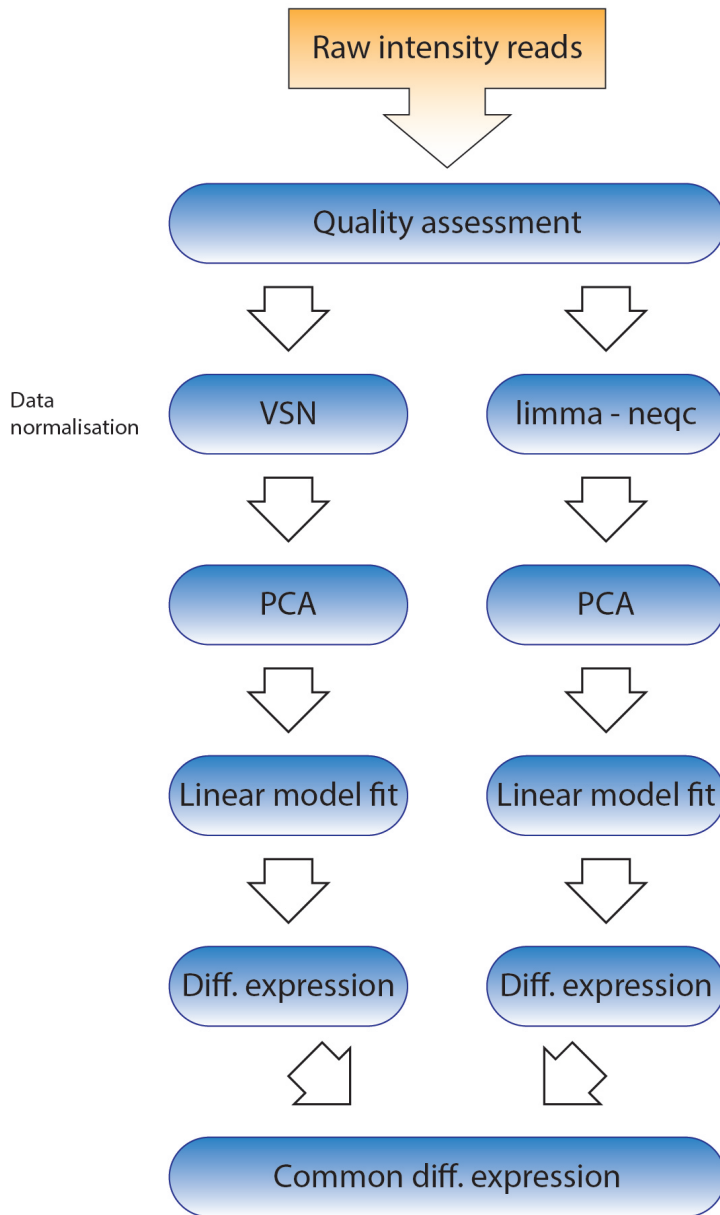 Raw intensity reads
Quality assessment
Data
normalisation
VSN
limma - neqc
PCA
PCA
Linear model fit
Linear model fit
Diff. expression
Diff. expression
Common diff. expression